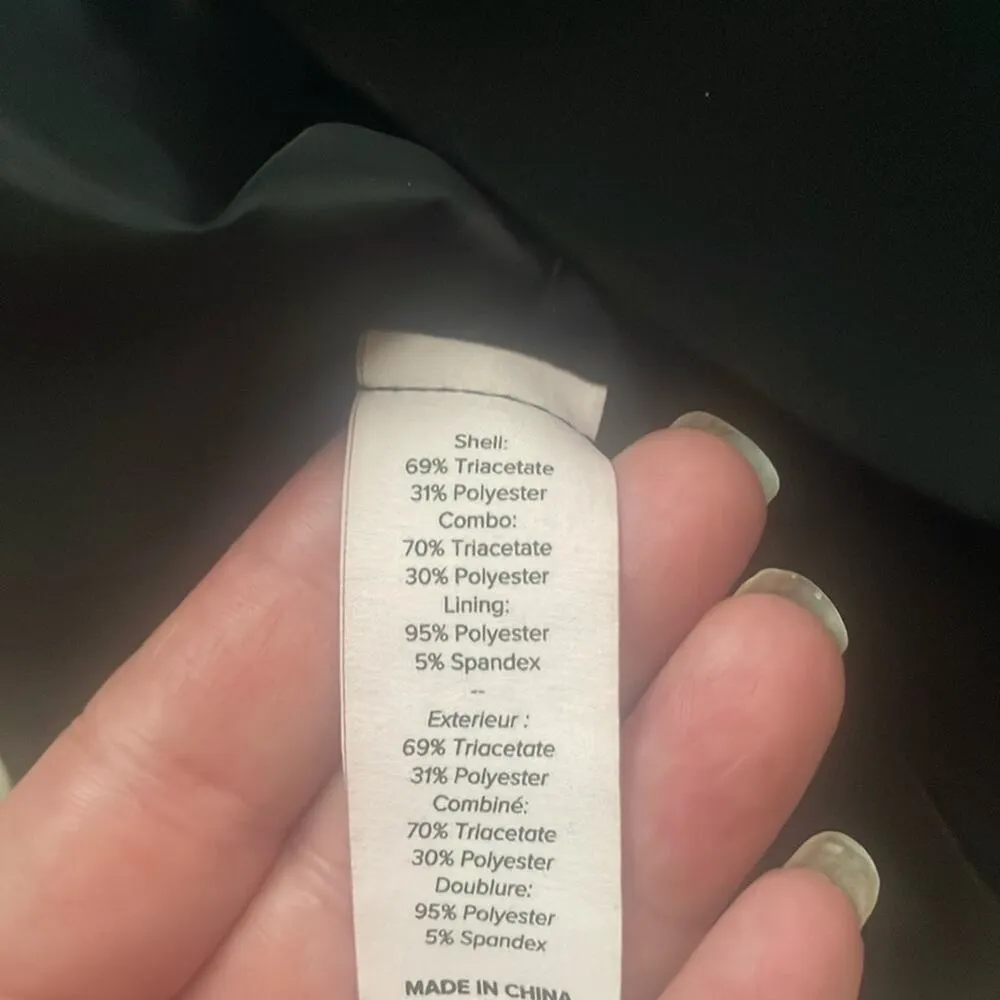 Shell:
69% Triacetate
31% Polyester
Combo:
70% Triacetate
30% Polyester
Lining:
95% Polyester
5% Spandex
--
Exterieur :
69% Triacetate
31% Polyester
Combiné:
70% Triacetate
30% Polyester
Doublure:
95% Polyester
5% Spandex
MADE IN CHINA